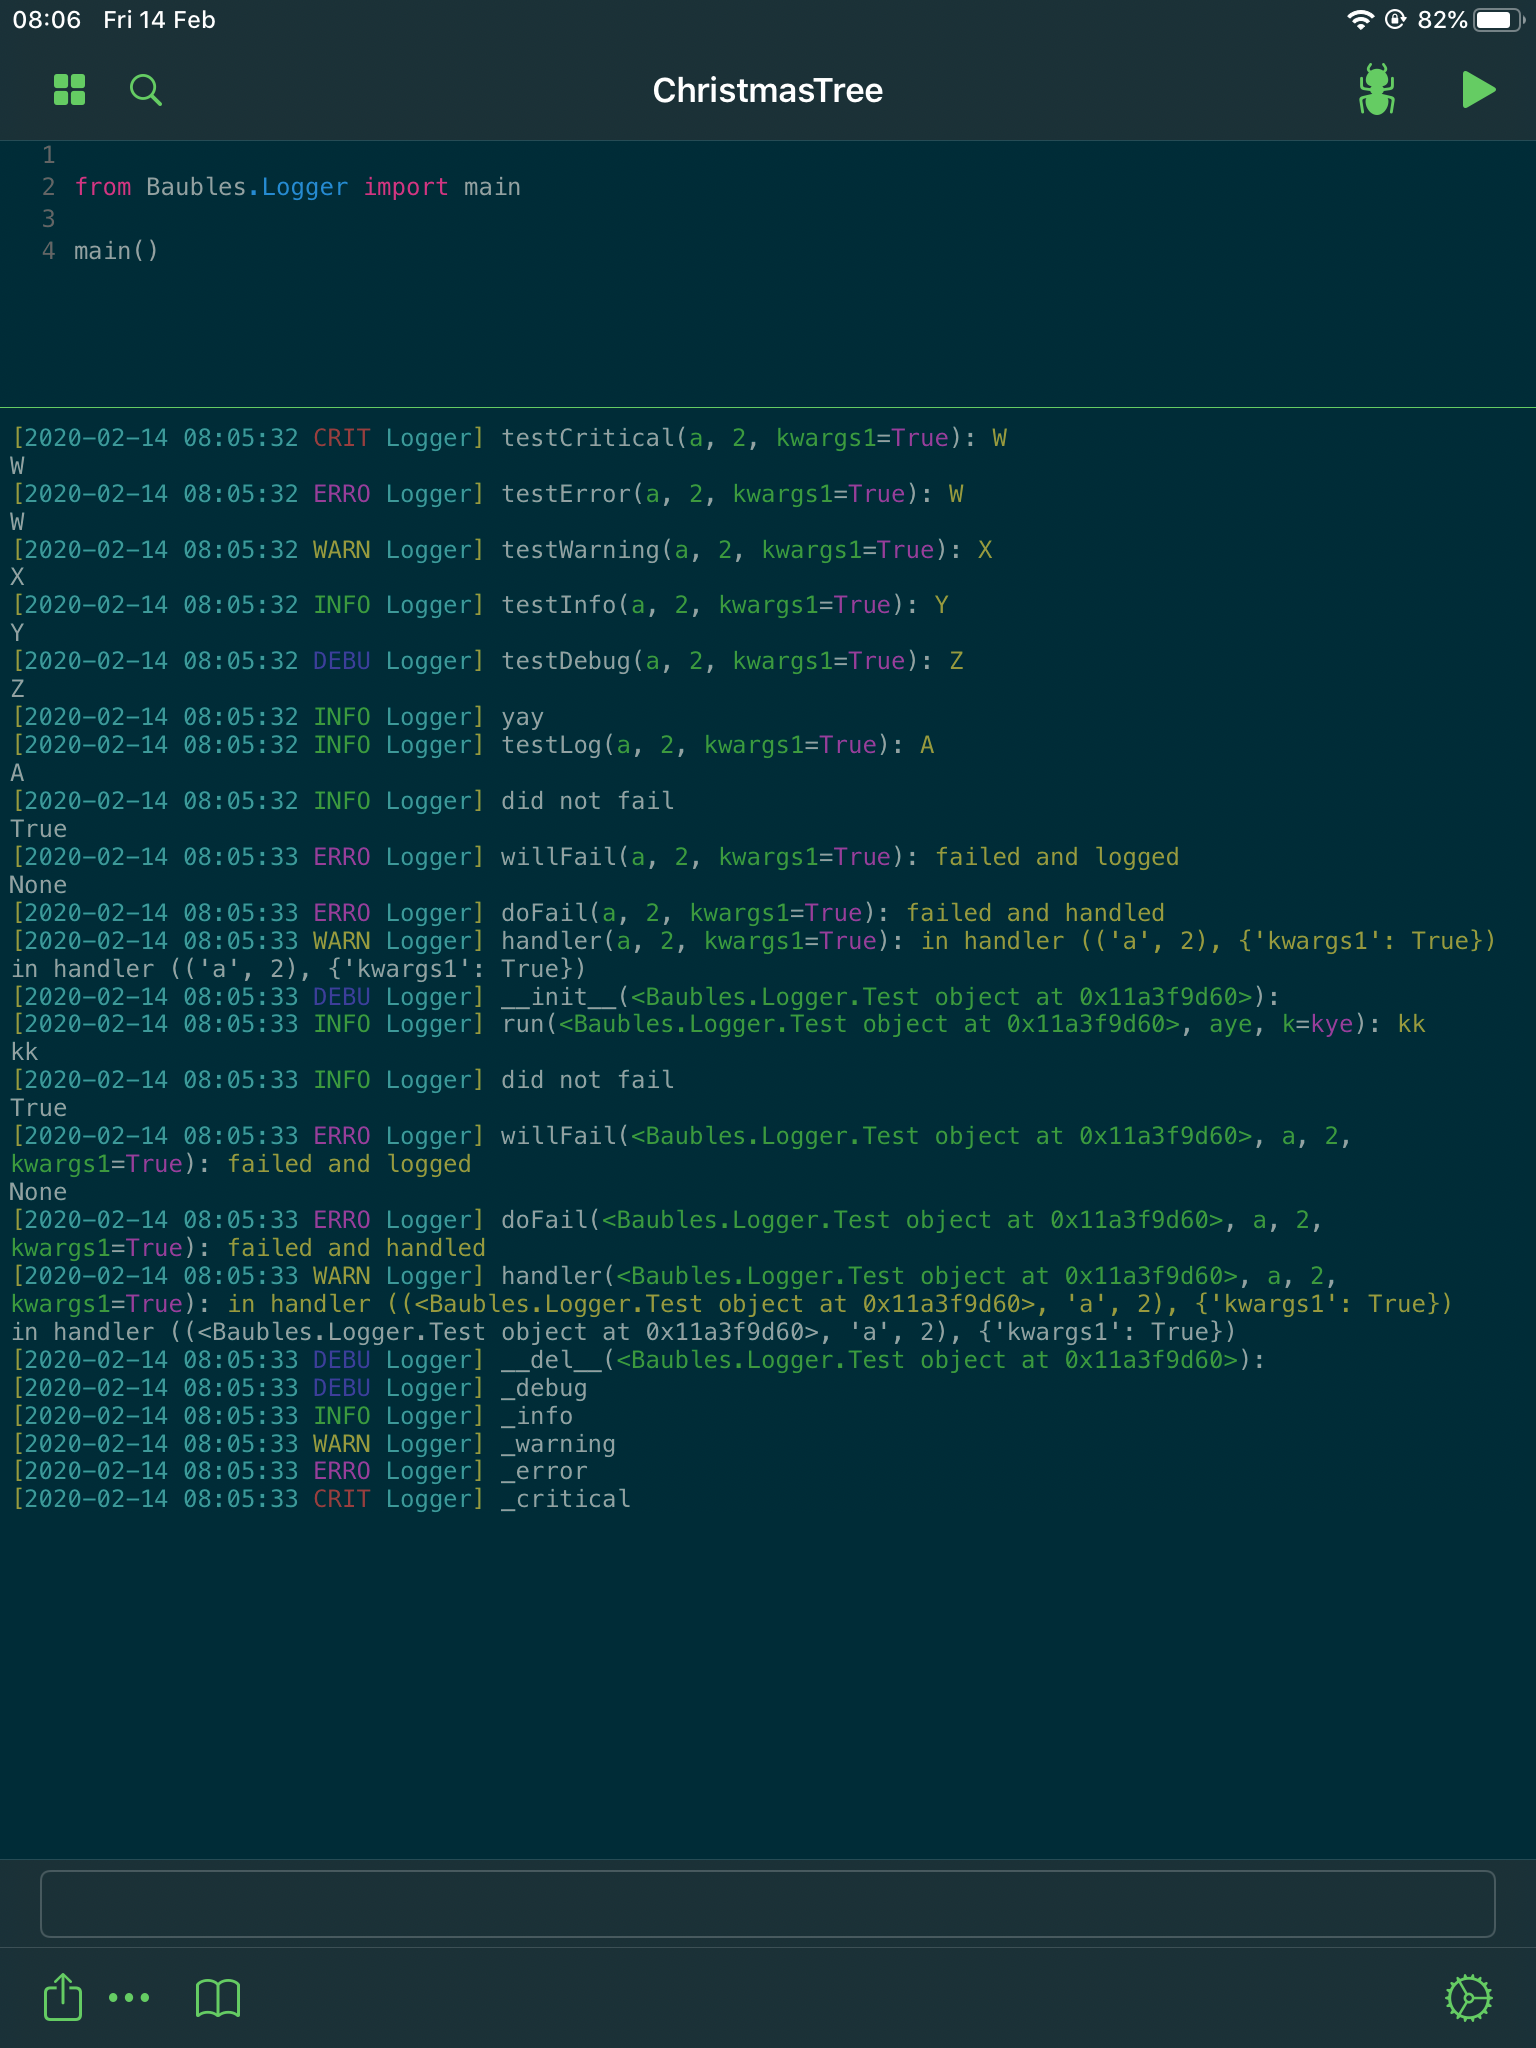 08:06 Fri 14 Feb 82%
ChristmasTree
1
2 from Baubles.Logger import main
3
4 main()
[2020-02-14 08:05:32 CRIT Logger] testCritical(a, 2, kwargs1=True): W
W
[2020-02-14 08:05:32 ERRO Logger] testError(a, 2, kwargs1=True): W
W
[2020-02-14 08:05:32 WARN Logger] testWarning(a, 2, kwargs1=True): X
X
[2020-02-14 08:05:32 INFO Logger] testInfo(a, 2, kwargs1=True): Y
Y
[2020-02-14 08:05:32 DEBU Logger] testDebug(a, 2, kwargs1=True): Z
Z
[2020-02-14 08:05:32 INFO Logger] yay
[2020-02-14 08:05:32 INFO Logger] testLog(a, 2, kwargs1=True): A
A
[2020-02-14 08:05:32 INFO Logger] did not fail
True
[2020-02-14 08:05:33 ERRO Logger] willFail(a, 2, kwargs1=True): failed and logged
None
[2020-02-14 08:05:33 ERRO Logger] doFail(a, 2, kwargs1=True): failed and handled
[2020-02-14 08:05:33 WARN Logger] handler(a, 2, kwargs1=True): in handler (('a', 2), {'kwargs1': True})
in handler (('a', 2), {'kwargs1': True})
[2020-02-14 08:05:33 DEBU Logger] __init__(<Baubles.Logger.Test object at 0x11a3f9d60>):
[2020-02-14 08:05:33 INFO Logger] run(<Baubles.Logger.Test object at 0x11a3f9d60>, aye, k=kye): kk
kk
[2020-02-14 08:05:33 INFO Logger] did not fail
True
[2020-02-14 08:05:33 ERRO Logger] willFail(<Baubles.Logger.Test object at 0x11a3f9d60>, a, 2,
kwargs1=True): failed and logged
None
[2020-02-14 08:05:33 ERRO Logger] doFail(<Baubles.Logger.Test object at 0x11a3f9d60>, a, 2,
kwargs1=True): failed and handled
[2020-02-14 08:05:33 WARN Logger] handler(<Baubles.Logger.Test object at 0x11a3f9d60>, a, 2,
kwargs1=True): in handler ((<Baubles.Logger.Test object at 0x11a3f9d60>, 'a', 2), {'kwargs1': True})
in handler ((<Baubles.Logger.Test object at 0x11a3f9d60>, 'a', 2), {'kwargs1': True})
[2020-02-14 08:05:33 DEBU Logger] __del__(<Baubles.Logger.Test object at 0x11a3f9d60>):
[2020-02-14 08:05:33 DEBU Logger] _debug
[2020-02-14 08:05:33 INFO Logger] _info
[2020-02-14 08:05:33 WARN Logger] _warning
[2020-02-14 08:05:33 ERRO Logger] _error
[2020-02-14 08:05:33 CRIT Logger] _critical